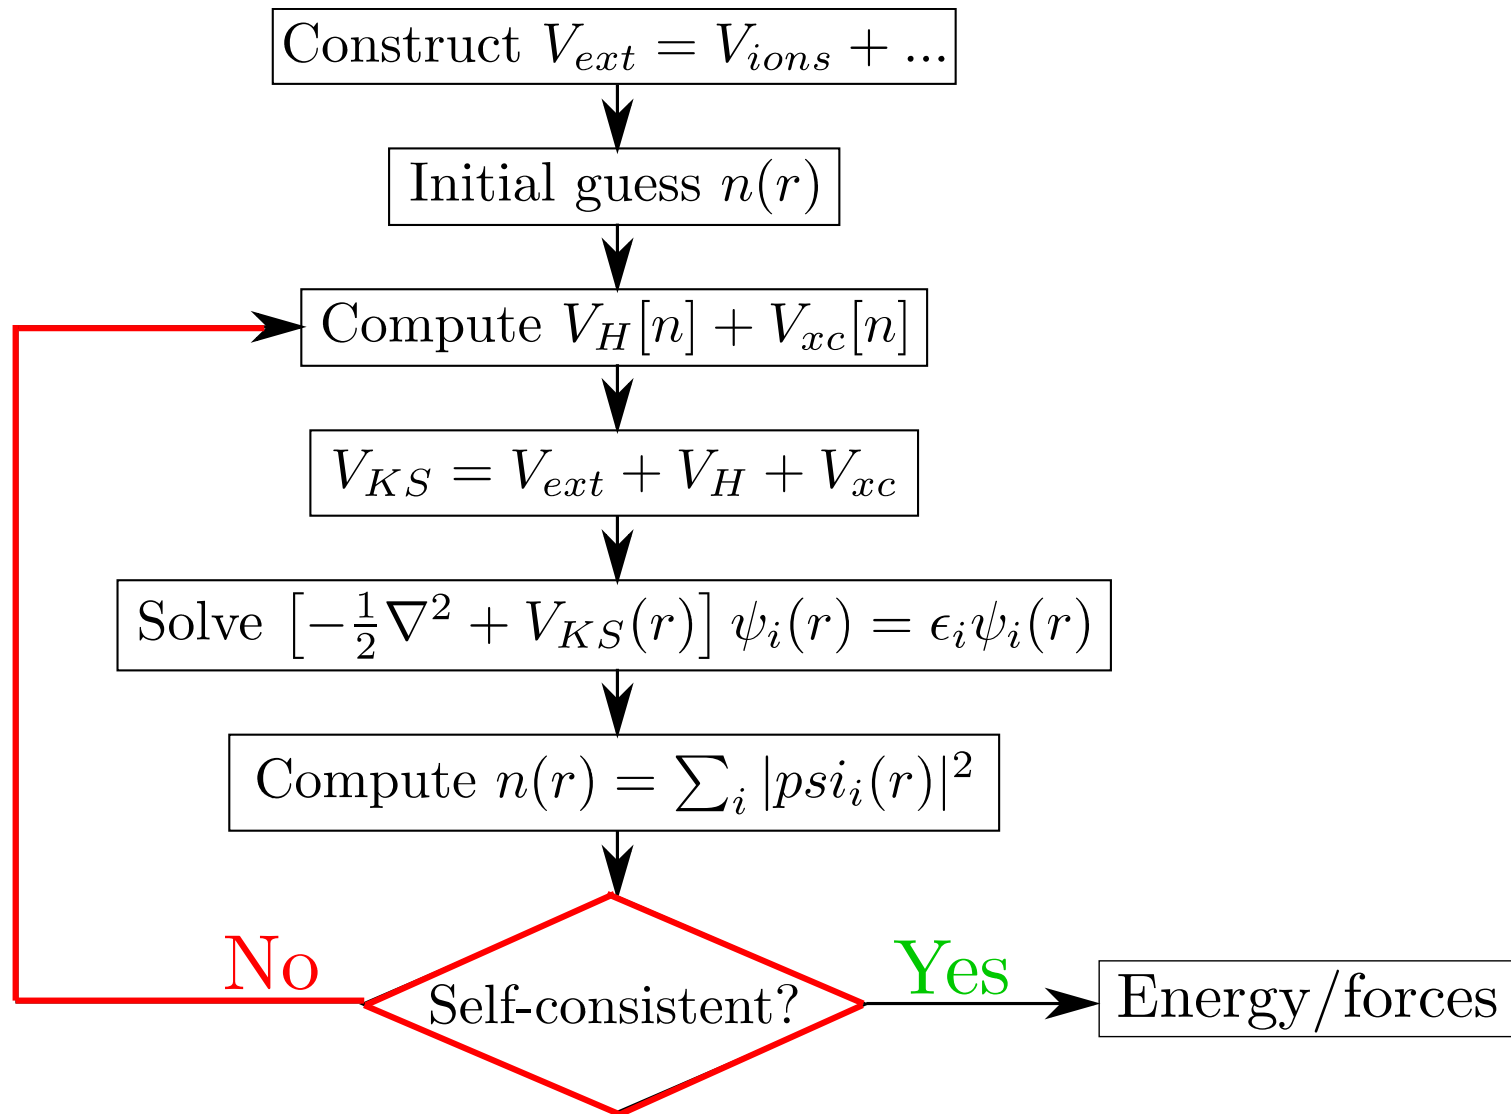 Construct $V_{ext} = V_{ions} + ...$
Initial guess $n(r)$
Compute $V_H[n] + V_{xc}[n]$
$V_{KS} = V_{ext} + V_H + V_{xc}$
Solve $\left[-\frac{1}{2}\nabla^2 + V_{KS}(r)\right] \psi_i(r) = \epsilon_i \psi_i(r)$
Compute $n(r) = \sum_i |psi_i(r)|^2$
No
Yes
Self-consistent?
Energy/forces